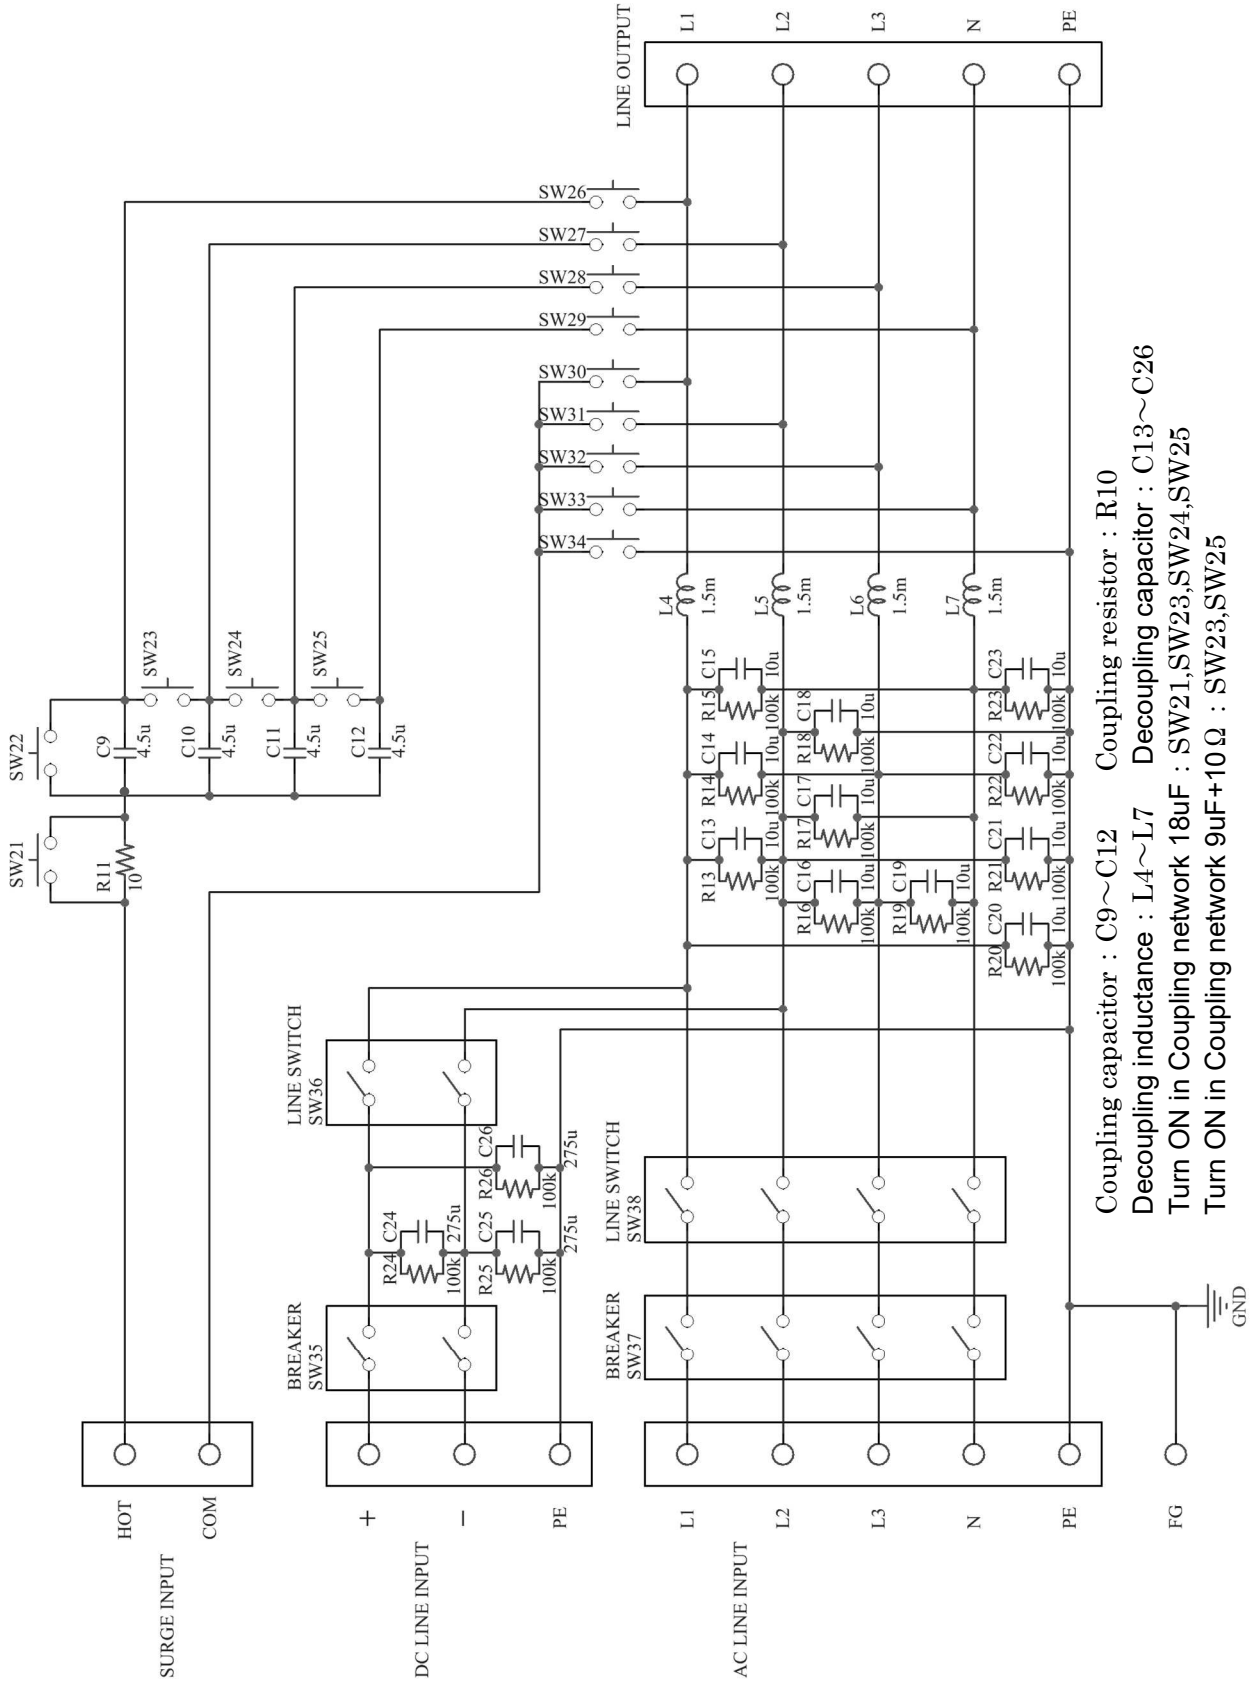 SURGE INPUT
HOT
COM
SW21
SW22
R11
10
C9
4.5u
C10
4.5u
C11
4.5u
C12
4.5u
SW23
SW24
SW25
DC LINE INPUT
+
−
PE
BREAKER
SW35
LINE SWITCH
SW36
R24
C24
100k
275u
R25
C25
100k
275u
R26
C26
100k
275u
SW26
SW27
SW28
SW29
SW30
SW31
SW32
SW33
SW34
LINE OUTPUT
L1
L2
L3
N
PE
AC LINE INPUT
L1
L2
L3
N
PE
FG
GND
BREAKER
SW37
LINE SWITCH
SW38
L4
1.5m
L5
1.5m
L6
1.5m
L7
1.5m
R13
C13
100k
10u
R14
C14
100k
10u
R15
C15
100k
10u
R16
C16
100k
10u
R17
C17
100k
10u
R18
C18
100k
10u
R19
C19
100k
10u
R20
C20
100k
10u
R21
C21
100k
10u
R22
C22
100k
10u
R23
C23
100k
10u
Coupling capacitor : C9～C12 Coupling resistor : R10
Decoupling inductance : L4～L7 Decoupling capacitor : C13～C26
Turn ON in Coupling network 18uF : SW21,SW23,SW24,SW25
Turn ON in Coupling network 9uF+10Ω : SW23,SW25